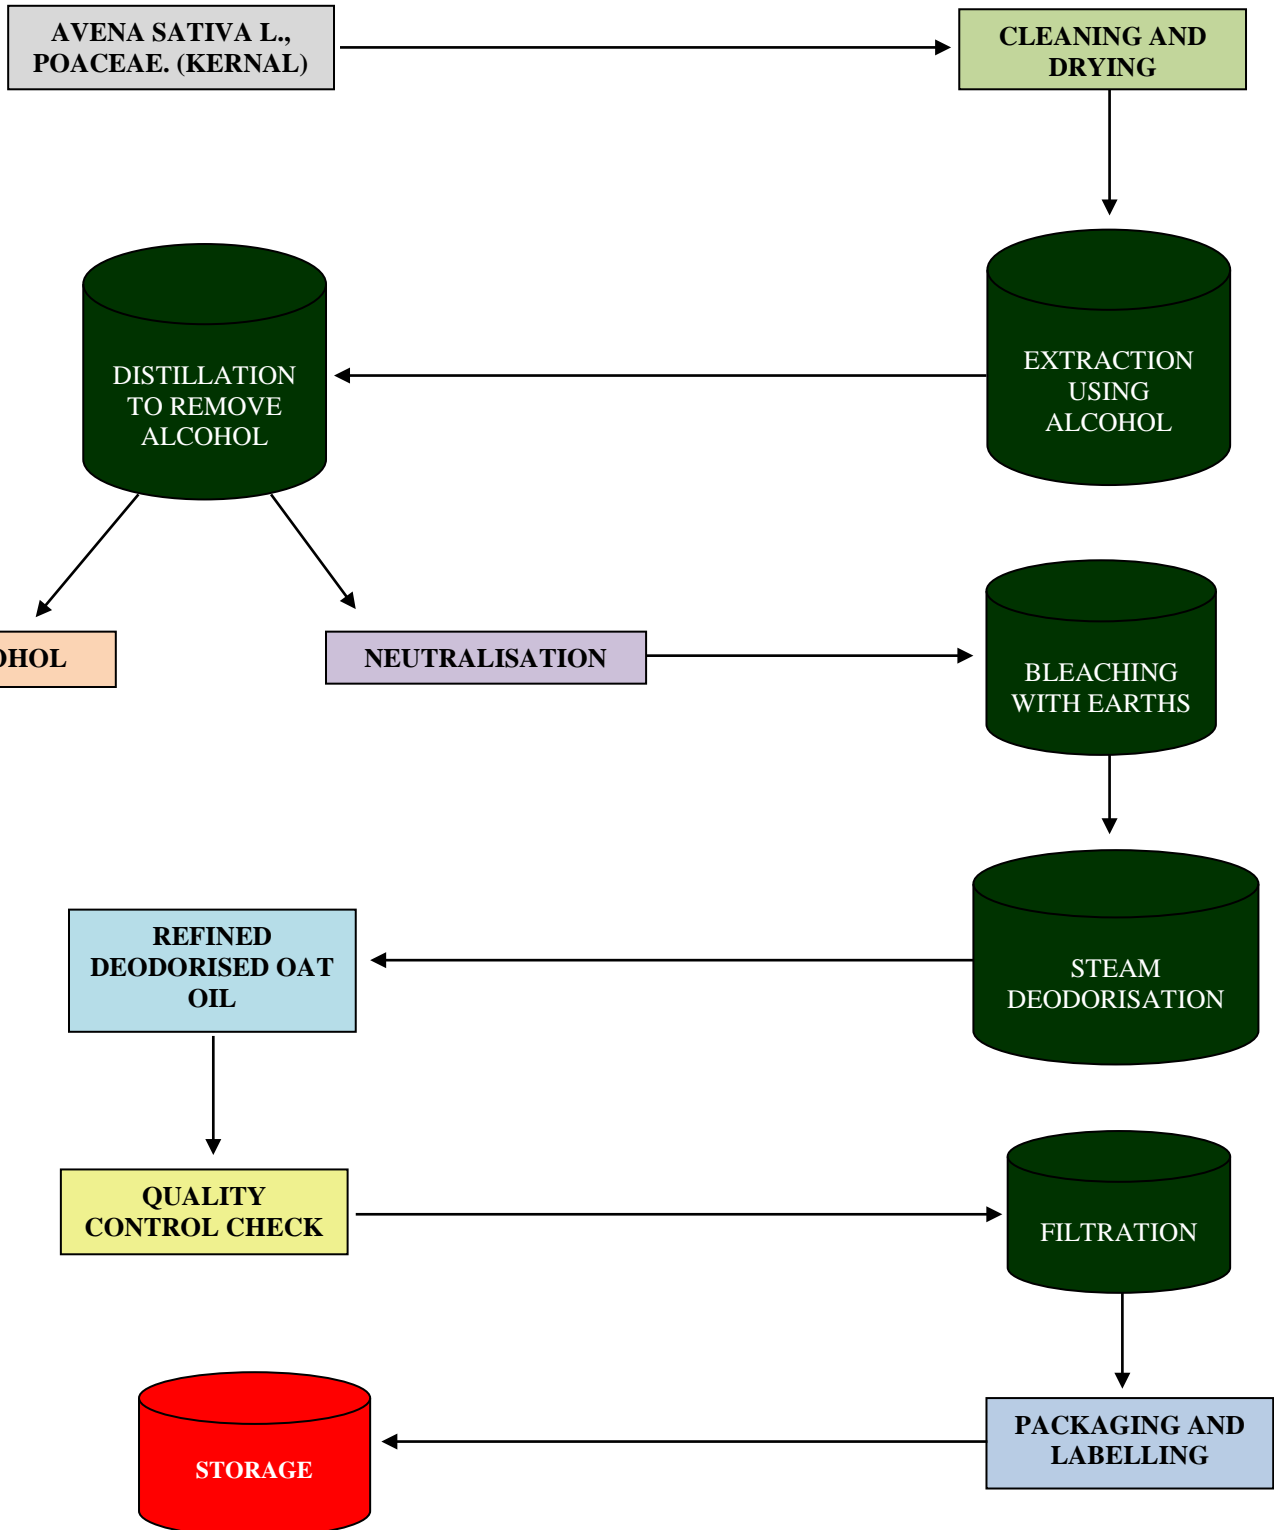 AVENA SATIVA L.,
POACEAE. (KERNAL)
CLEANING AND
DRYING
EXTRACTION
USING
ALCOHOL
DISTILLATION
TO REMOVE
ALCOHOL
OHOL
NEUTRALISATION
BLEACHING
WITH EARTHS
STEAM
DEODORISATION
REFINED
DEODORISED OAT
OIL
QUALITY
CONTROL CHECK
FILTRATION
PACKAGING AND
LABELLING
STORAGE